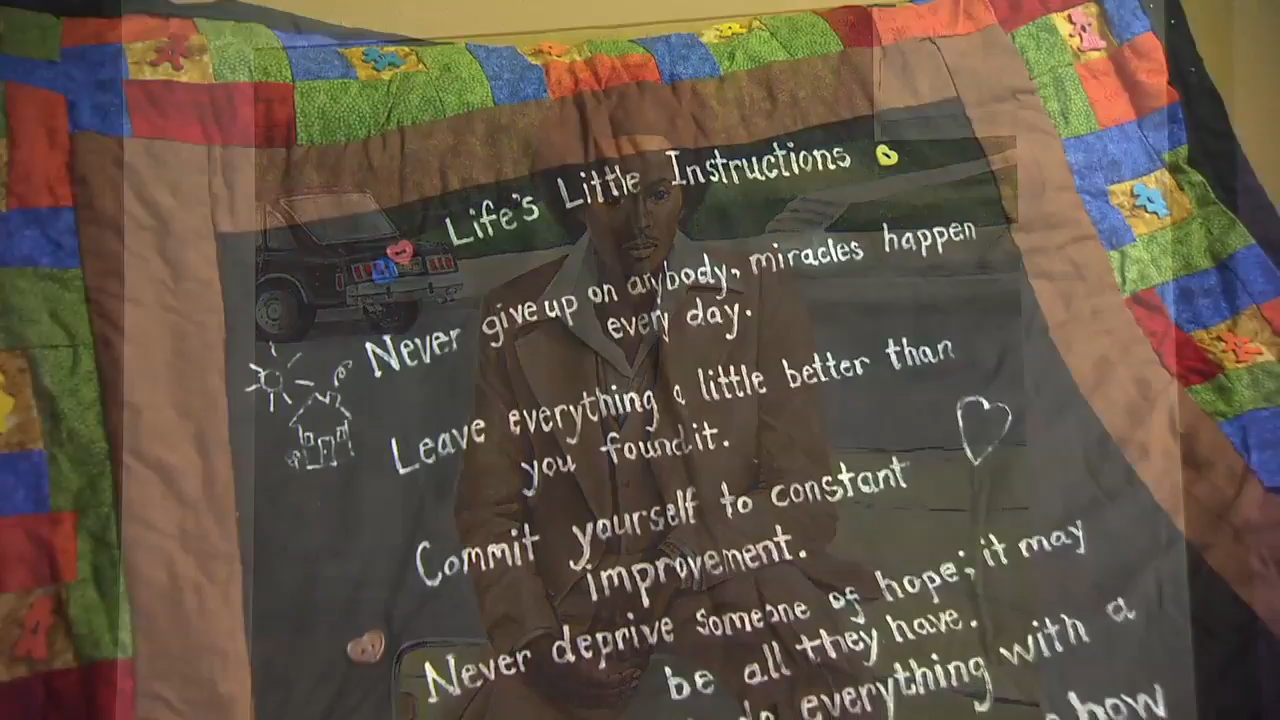 Life's Little Instructions
Never give up on anybody, miracles happen
every day.
Leave everything a little better than
you found it.
Commit yourself to constant
improvement.
Never deprive someone of hope; it may
be all they have.
do everything with a
how